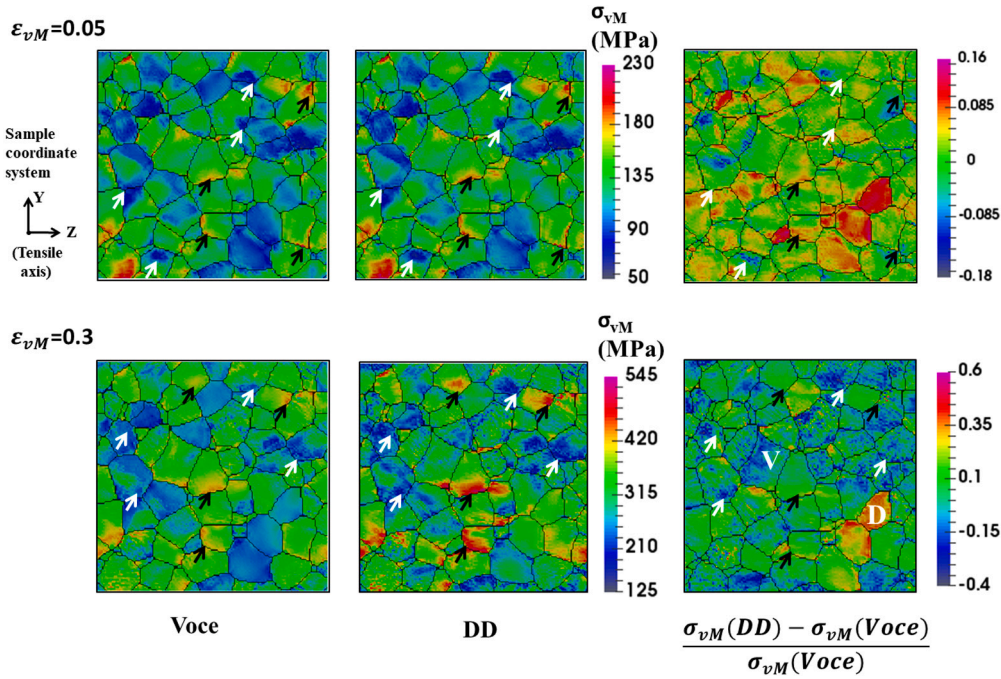 εvM=0.05
σvM
(MPa)
230
180
135
90
50
0.16
0.085
0
-0.085
-0.18
Sample
coordinate
system
Y
Z
(Tensile
axis)
εvM=0.3
σvM
(MPa)
545
420
315
210
125
0.6
0.35
0.1
-0.15
-0.4
V
D
Voce
DD
σvM(DD) − σvM(Voce)
σvM(Voce)